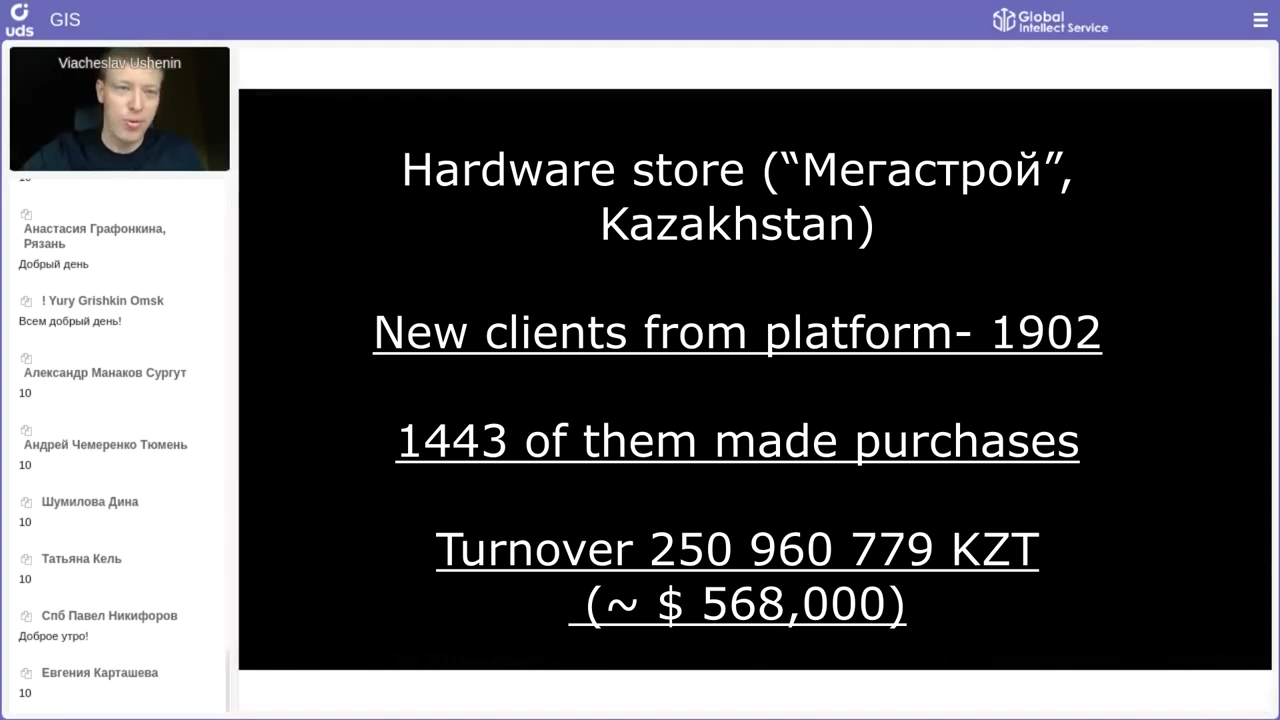 uds
GIS
Global
Intellect Service
Viacheslav Ushenin
10
Анастасия Графонкина,
Рязань
Добрый день
! Yury Grishkin Omsk
Всем добрый день!
Александр Манаков Сургут
10
Андрей Чемеренко Тюмень
10
Шумилова Дина
10
Татьяна Кель
10
Спб Павел Никифоров
Доброе утро!
Евгения Карташева
10
Hardware store (“Мегастрой”,
Kazakhstan)
New clients from platform- 1902
1443 of them made purchases
Turnover 250 960 779 KZT
(~ $ 568,000)